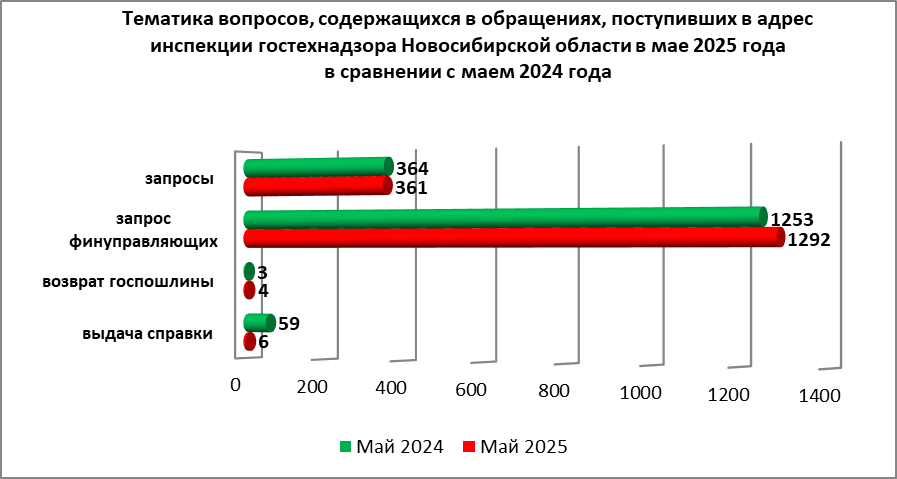 Тематика вопросов, содержащихся в обращениях, поступивших в адрес
инспекции гостехнадзора Новосибирской области в мае 2025 года
в сравнении с маем 2024 года
запросы
364
361
запрос
финуправляющих
1253
1292
возврат госпошлины
3
4
выдача справки
59
6
0 200 400 600 800 1000 1200 1400
Май 2024 Май 2025